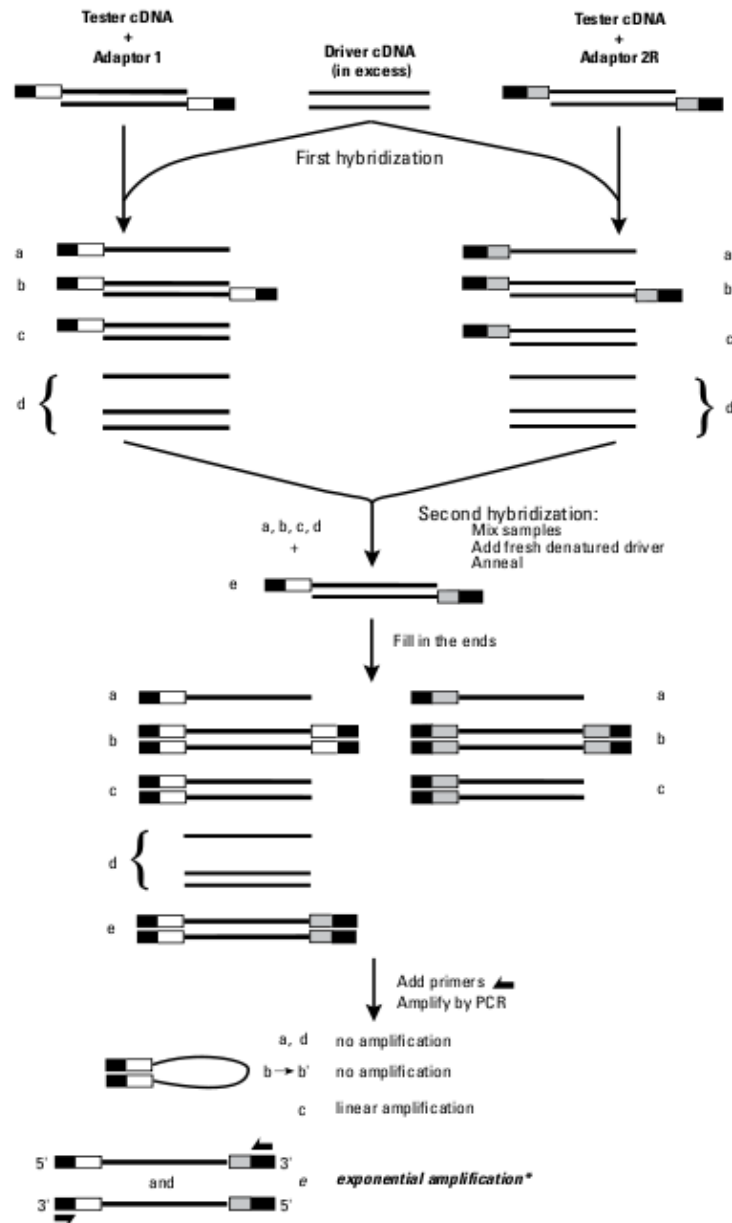 Tester cDNA
+
Adaptor 1
Driver cDNA
(in excess)
Tester cDNA
+
Adaptor 2R
First hybridization
a
a
b
b
c
c
d {
} d
Second hybridization:
Mix samples
Add fresh denatured driver
Anneal
a, b, c, d
+
e
Fill in the ends
a
a
b
b
c
c
d {
e
Add primers
Amplify by PCR
a, d no amplification
b → b' no amplification
c linear amplification
5' 3'
and
e exponential amplification*
3' 5'